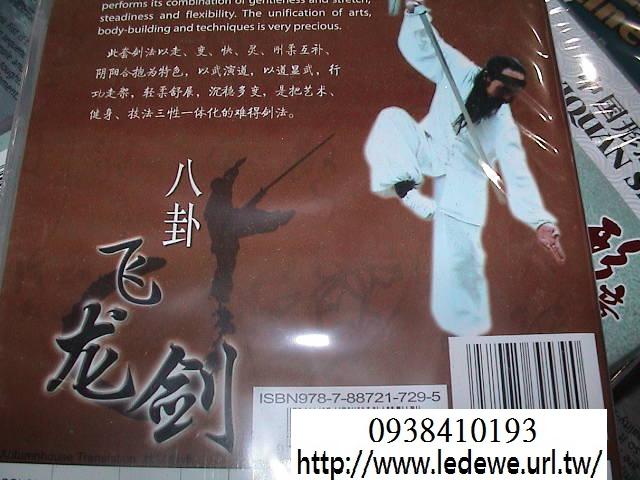 performs its combination of gentleness and stretch,
steadiness and flexibility. The unification of arts,
body-building and techniques is very precious.
此套剑法以走、变、快、灵、刚柔互补、
阴阳合抱为特色，以武演道，以道显武，行
功走架，轻柔舒展，沉稳多变，是把艺术、
健身、技法三性一体化的难得剑法。
八卦
飞龙剑
ISBN978-7-88721-729-5
0938410193
http://www.ledewe.url.tw/